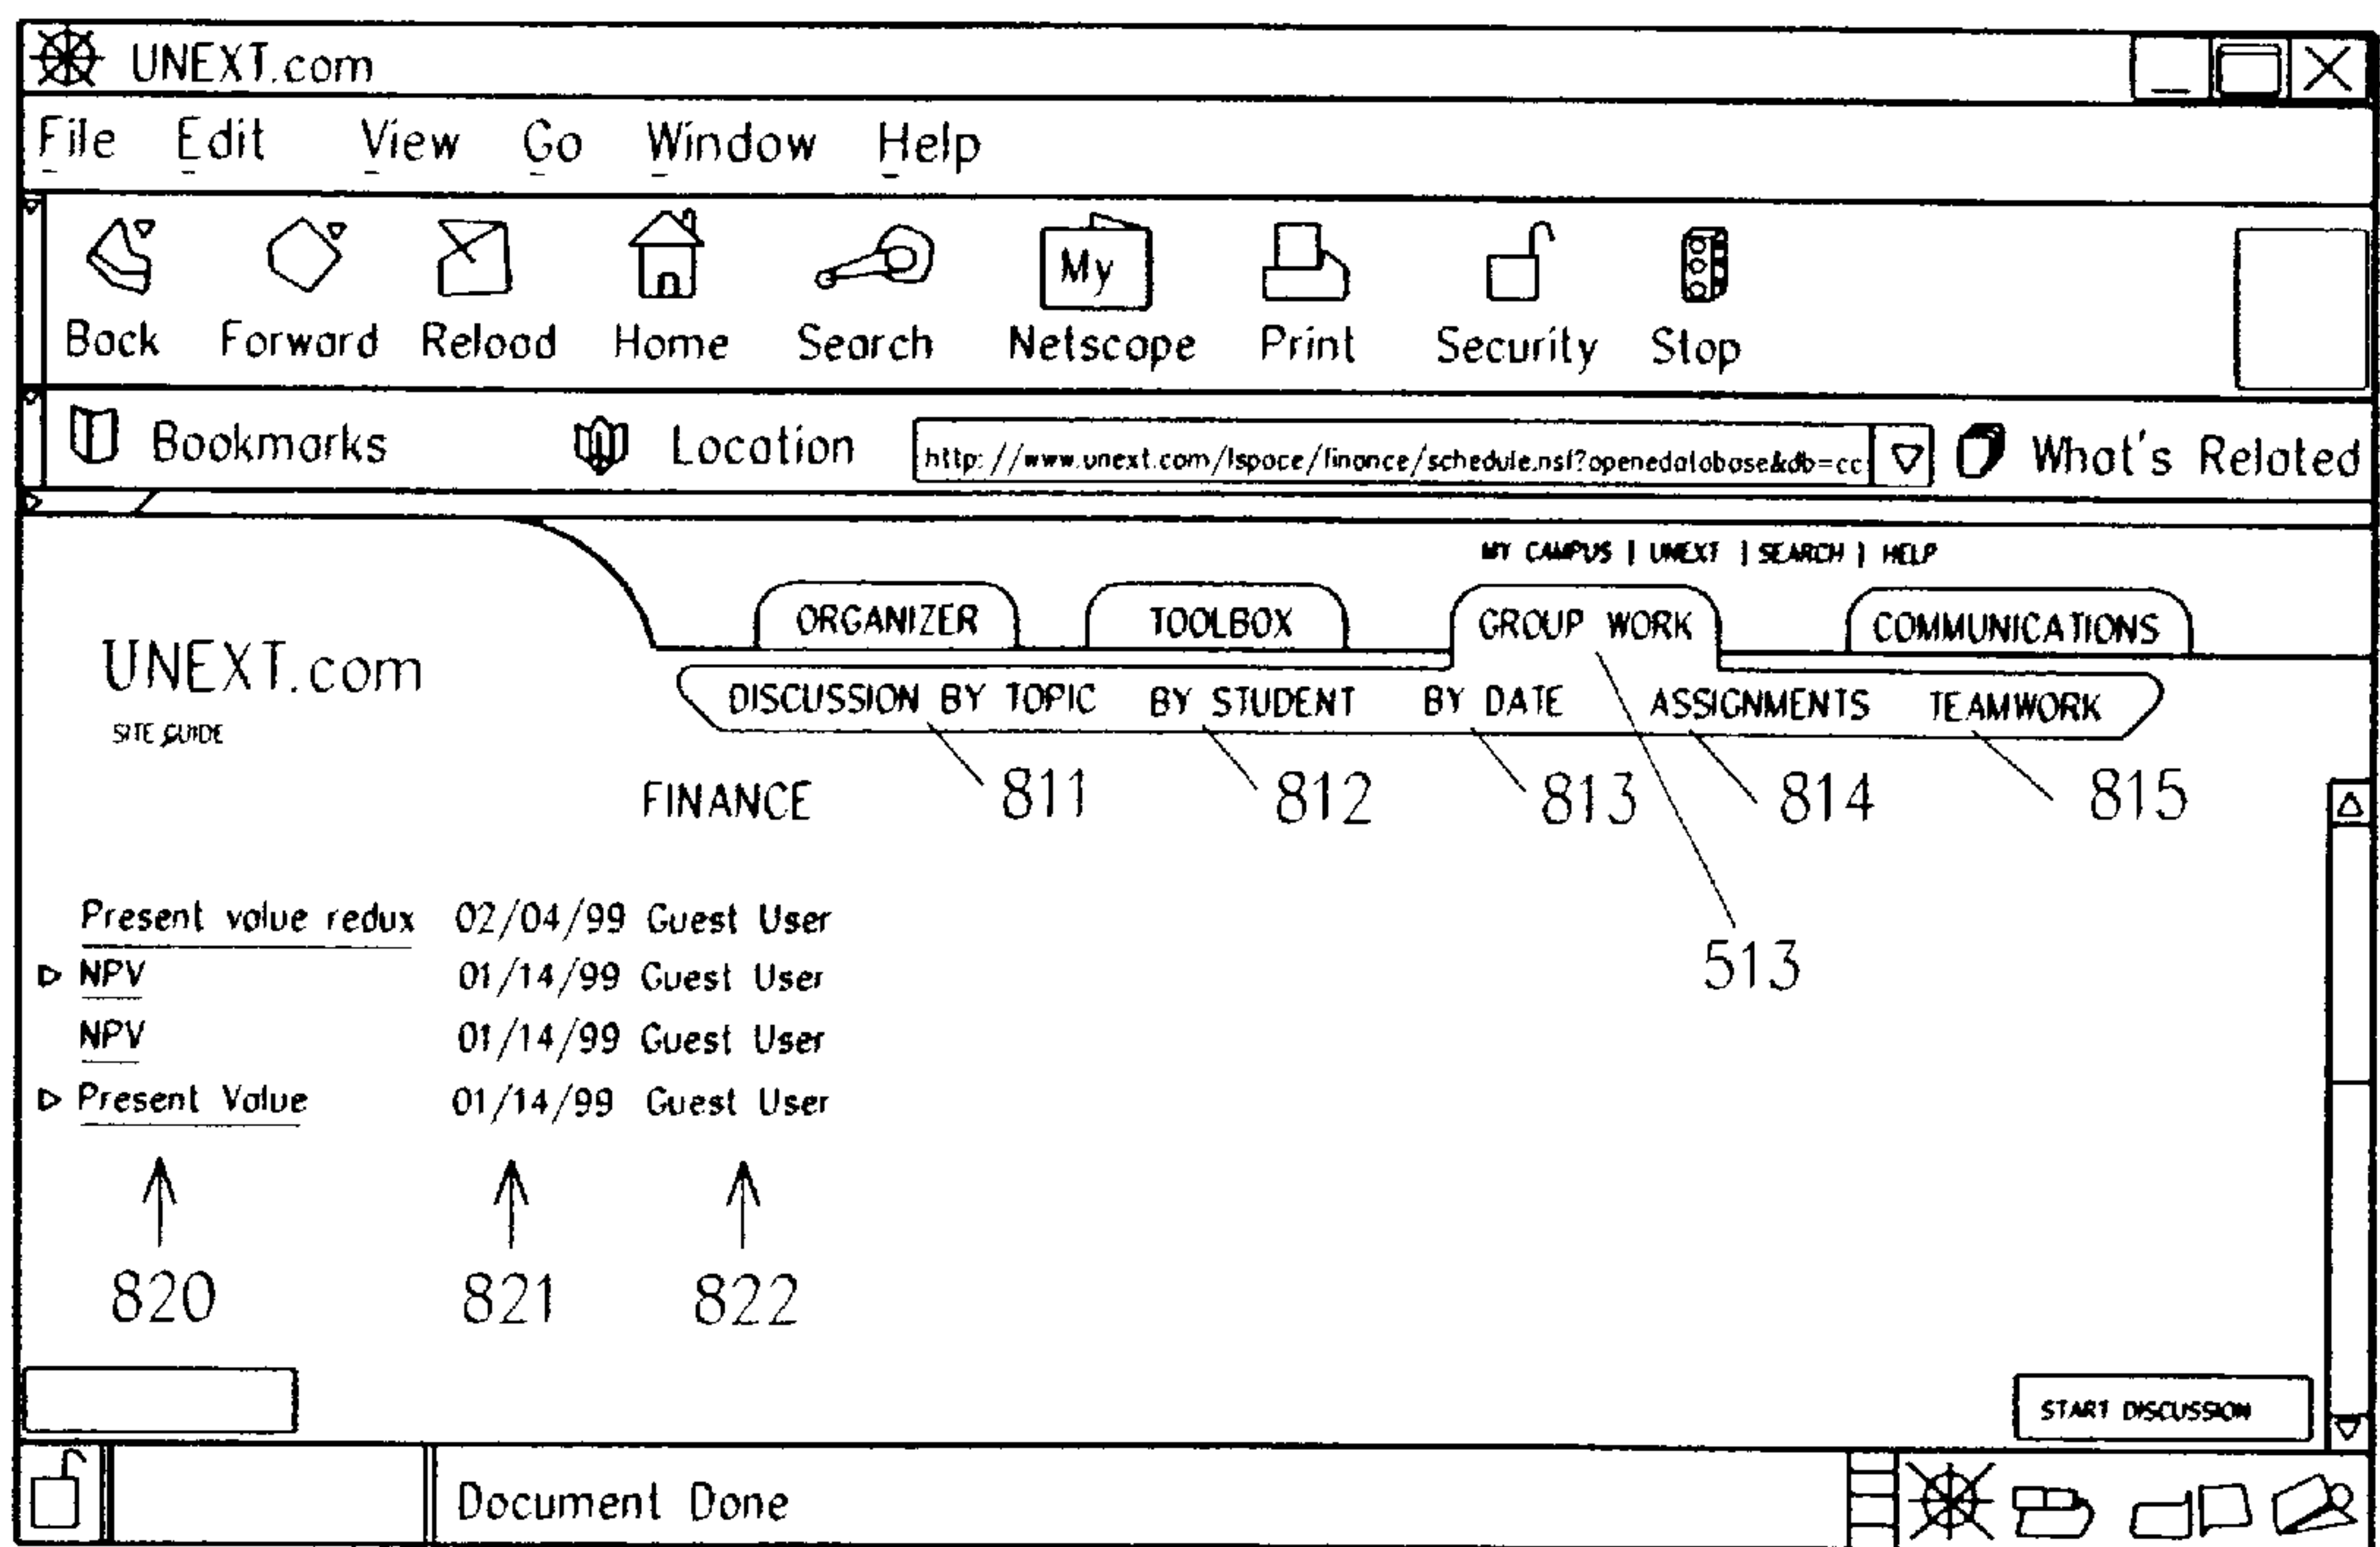 UNEXT.com
File Edit View Go Window Help
My
Back Forward Reload Home Search Netscape Print Security Stop
Bookmarks Location http://www.unext.com/lspace/finance/schedule.nsf?openedatabase&db=cc What's Related
MY CAMPUS | UNEXT | SEARCH | HELP
ORGANIZER TOOLBOX GROUP WORK COMMUNICATIONS
UNEXT.com
DISCUSSION BY TOPIC BY STUDENT BY DATE ASSIGNMENTS TEAMWORK
SITE GUIDE
FINANCE 811 812 813 814 815
Present value redux 02/04/99 Guest User
NPV 01/14/99 Guest User
513
NPV 01/14/99 Guest User
Present Value 01/14/99 Guest User
820 821 822
START DISCUSSION
Document Done